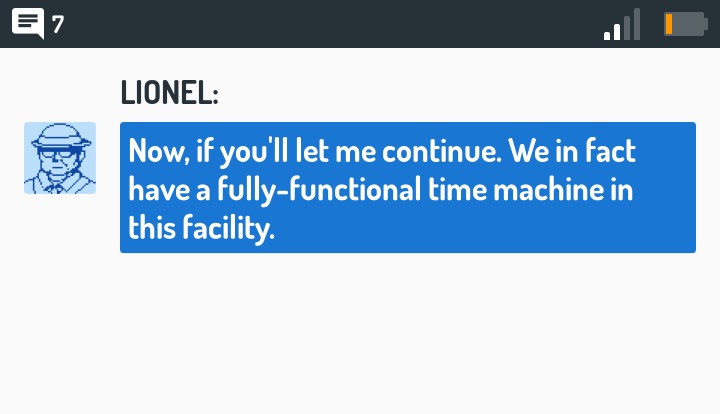 7
LIONEL:
Now, if you'll let me continue. We in fact
have a fully-functional time machine in
this facility.